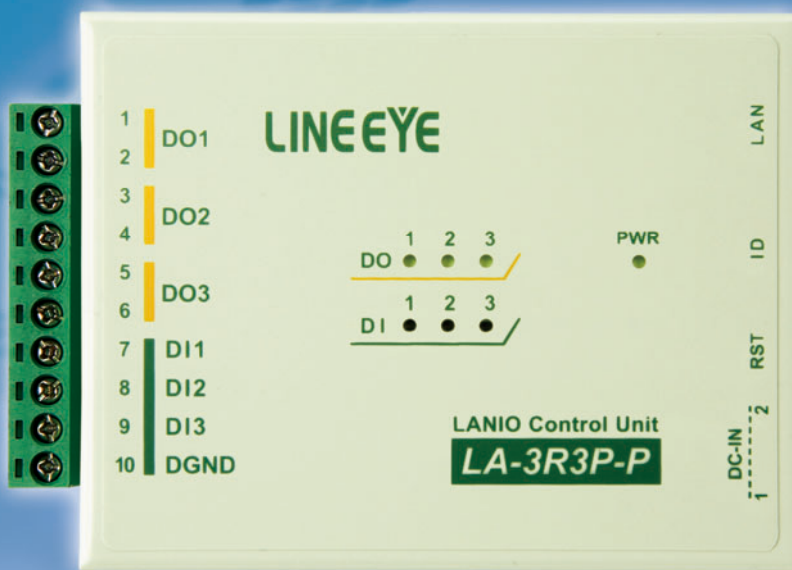 LINEEYE
1
2
DO1
3
4
DO2
5
6
DO3
7 DI1
8 DI2
9 DI3
10 DGND
1 2 3
DO
1 2 3
DI
PWR
LAN
ID
RST
DC-IN
1 2
LANIO Control Unit
LA-3R3P-P